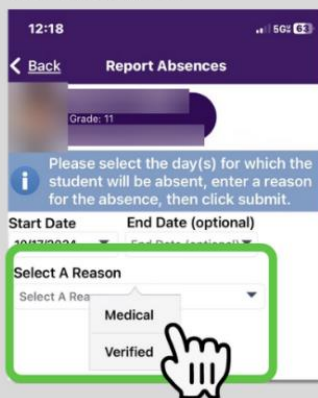 12:18
5G 63
Back
Report Absences
Grade: 11
Please select the day(s) for which the
student will be absent, enter a reason
for the absence, then click submit.
Start Date
End Date (optional)
10/17/2024
End Date (optional)
Select A Reason
Select A Rea
Medical
Verified